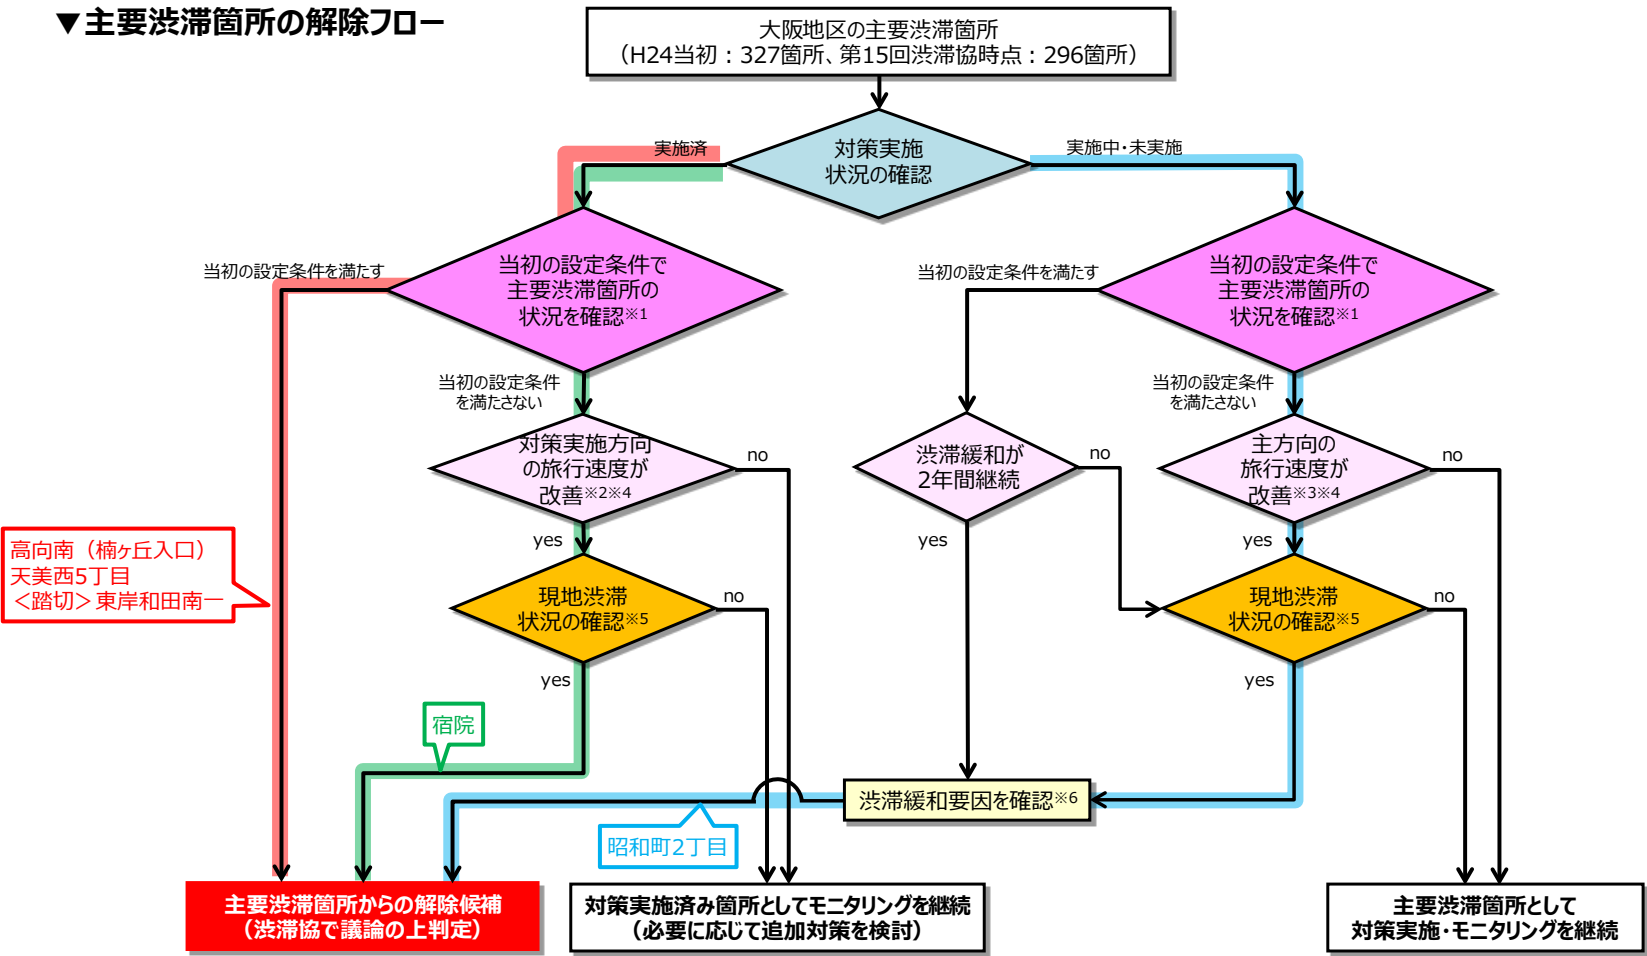 ▼主要渋滞箇所の解除フロー
大阪地区の主要渋滞箇所
（H24当初：327箇所、第15回渋滞協時点：296箇所）
対策実施
状況の確認
実施済
実施中・未実施
当初の設定条件で
主要渋滞箇所の
状況を確認※1
当初の設定条件を満たす
当初の設定条件
を満たさない
当初の設定条件で
主要渋滞箇所の
状況を確認※1
当初の設定条件を満たす
当初の設定条件
を満たさない
対策実施方向
の旅行速度が
改善※2※4
no
yes
渋滞緩和が
2年間継続
no
yes
主方向の
旅行速度が
改善※3※4
no
yes
高向南（楠ヶ丘入口）
天美西5丁目
＜踏切＞東岸和田南一
現地渋滞
状況の確認※5
no
yes
現地渋滞
状況の確認※5
no
yes
宿院
渋滞緩和要因を確認※6
昭和町2丁目
主要渋滞箇所からの解除候補
（渋滞協で議論の上判定）
対策実施済み箇所としてモニタリングを継続
（必要に応じて追加対策を検討）
主要渋滞箇所として
対策実施・モニタリングを継続